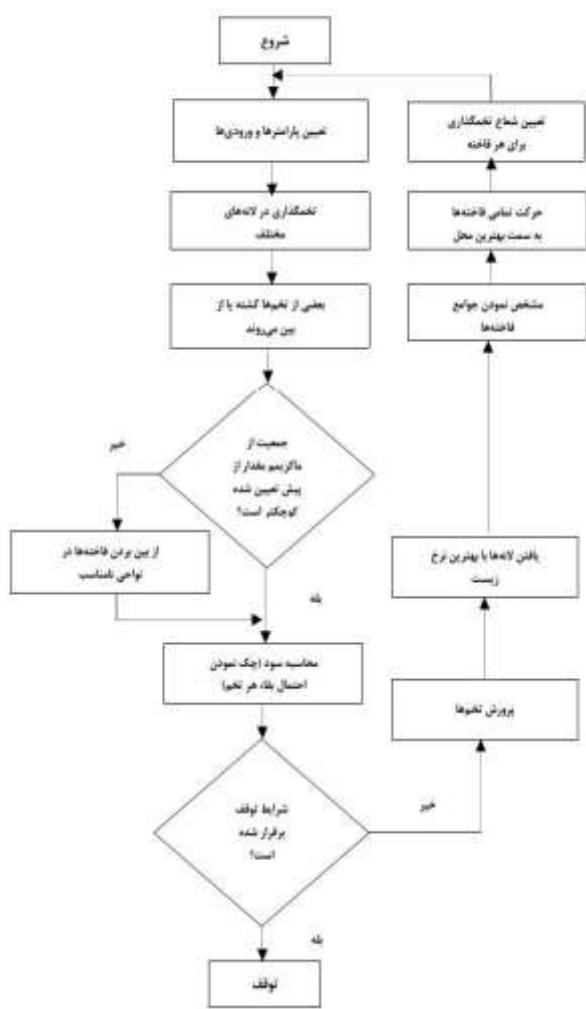 شروع
تعیین پارامترها و ورودی‌ها
تخمگذاری در لانه‌های
مختلف
بعضی از تخم‌ها کشته یا از
بین می‌روند
جمعیت از
ماکزیمم مقدار از
پیش تعیین شده
کوچکتر است؟
خیر
از بین بردن فاخته‌ها در
نواحی نامناسب
بله
محاسبه سود (چک نمودن
احتمال بقاء هر تخم)
شرایط توقف
برقرار شده
است؟
بله
توقف
خیر
پرورش تخم‌ها
یافتن لانه‌ها با بهترین نرخ
زیست
مشخص نمودن جوامع
فاخته‌ها
حرکت تمامی فاخته‌ها
به سمت بهترین محل
تعیین شعاع تخمگذاری
برای هر فاخته